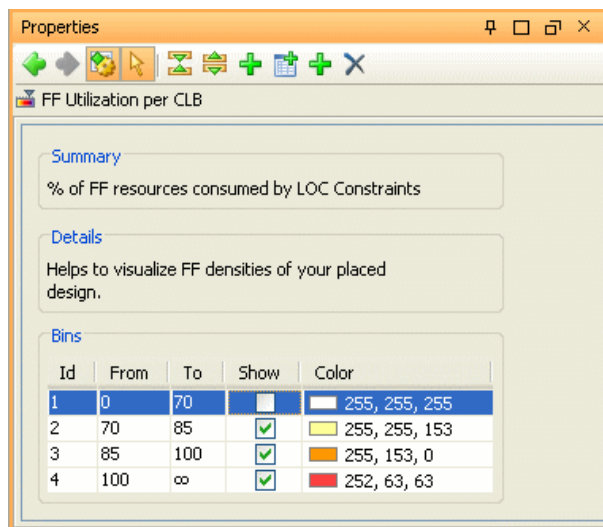 Properties
FF Utilization per CLB
Summary
% of FF resources consumed by LOC Constraints
Details
Helps to visualize FF densities of your placed
design.
Bins
Id From To Show Color
1 0 70 255, 255, 255
2 70 85 255, 255, 153
3 85 100 255, 153, 0
4 100 ∞ 252, 63, 63